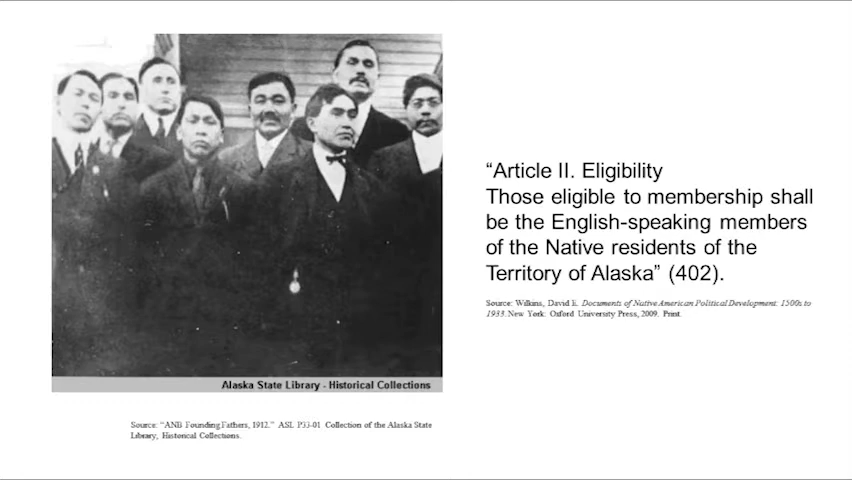 Alaska State Library - Historical Collections
Source: "ANB Founding Fathers, 1912." ASL P33-01 Collection of the Alaska State
Library, Historical Collections.
“Article II. Eligibility
Those eligible to membership shall
be the English-speaking members
of the Native residents of the
Territory of Alaska” (402).
Source: Wilkins, David E. Documents of Native American Political Development: 1500s to
1933. New York: Oxford University Press, 2009. Print.